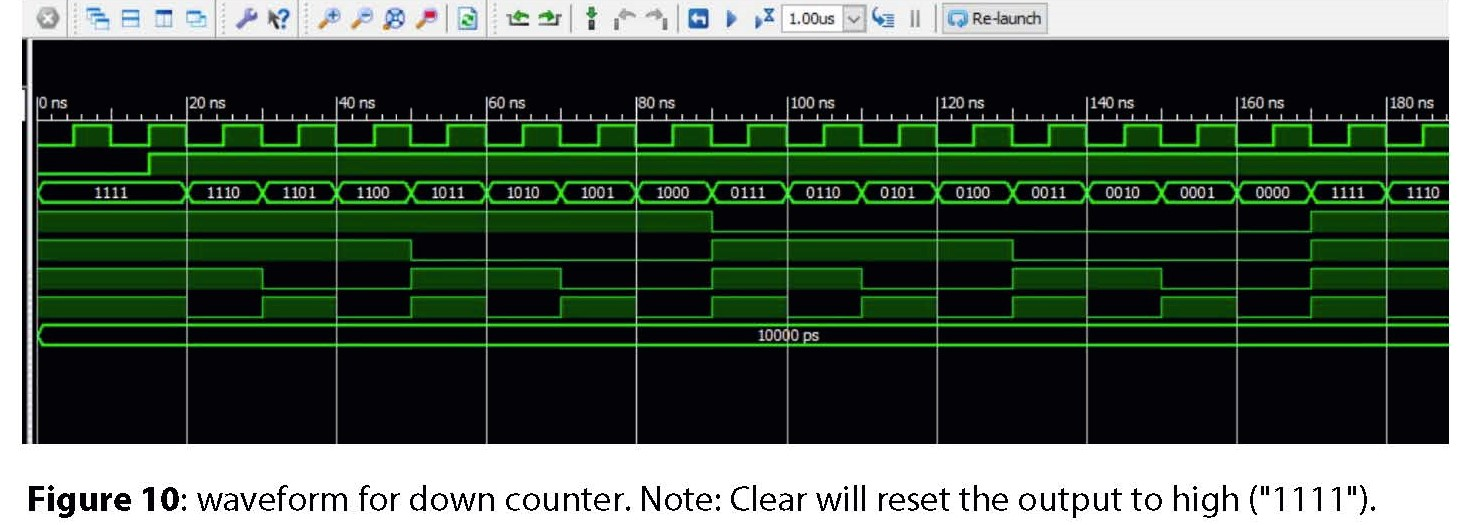 1.00us Re-launch
0 ns 20 ns 40 ns 60 ns 80 ns 100 ns 120 ns 140 ns 160 ns 180 ns
1111 1110 1101 1100 1011 1010 1001 1000 0111 0110 0101 0100 0011 0010 0001 0000 1111 1110
10000 ps
Figure 10: waveform for down counter. Note: Clear will reset the output to high ("1111").